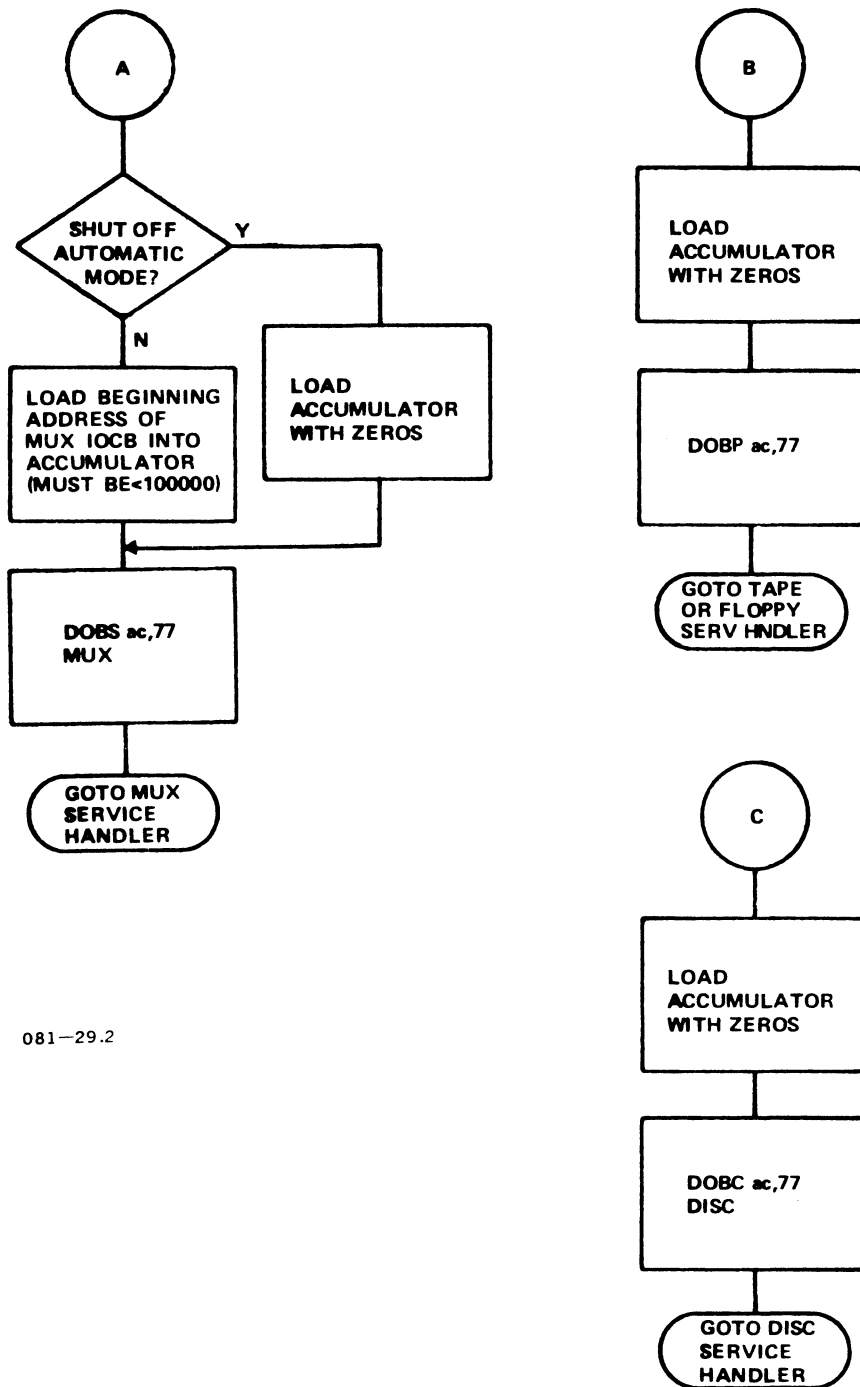 A
SHUT OFF
AUTOMATIC
MODE?
Y
N
LOAD BEGINNING
ADDRESS OF
MUX IOCB INTO
ACCUMULATOR
(MUST BE<100000)
LOAD
ACCUMULATOR
WITH ZEROS
DOBS ac,77
MUX
GOTO MUX
SERVICE
HANDLER
B
LOAD
ACCUMULATOR
WITH ZEROS
DOBP ac,77
GOTO TAPE
OR FLOPPY
SERV HNDLER
C
LOAD
ACCUMULATOR
WITH ZEROS
DOBC ac,77
DISC
GOTO DISC
SERVICE
HANDLER
081—29.2